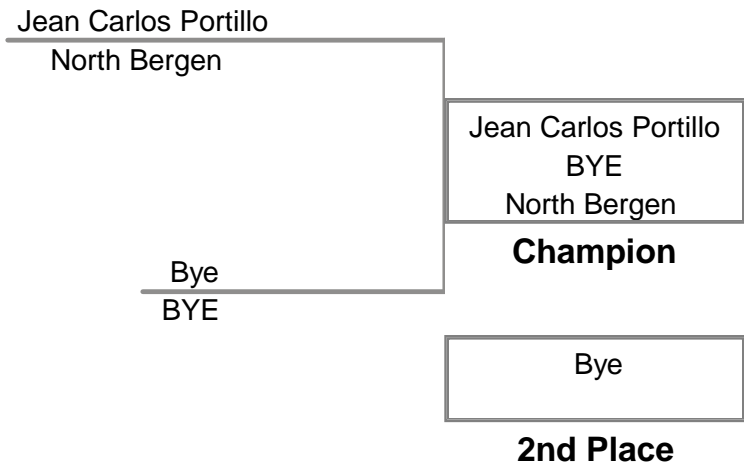 Jean Carlos Portillo
North Bergen
Jean Carlos Portillo
BYE
North Bergen
Champion
Bye
BYE
Bye
2nd Place